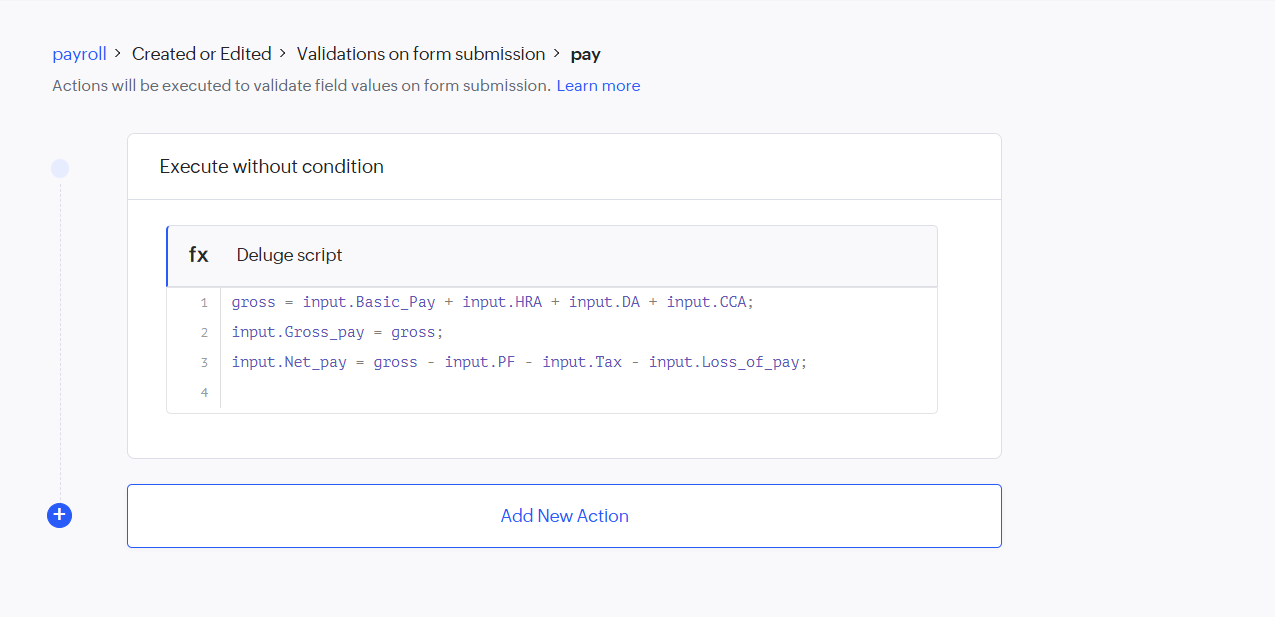 payroll > Created or Edited > Validations on form submission > pay
Actions will be executed to validate field values on form submission. Learn more
Execute without condition
fx Deluge script
1 gross = input.Basic_Pay + input.HRA + input.DA + input.CCA;
2 input.Gross_pay = gross;
3 input.Net_pay = gross - input.PF - input.Tax - input.Loss_of_pay;
4
+ Add New Action